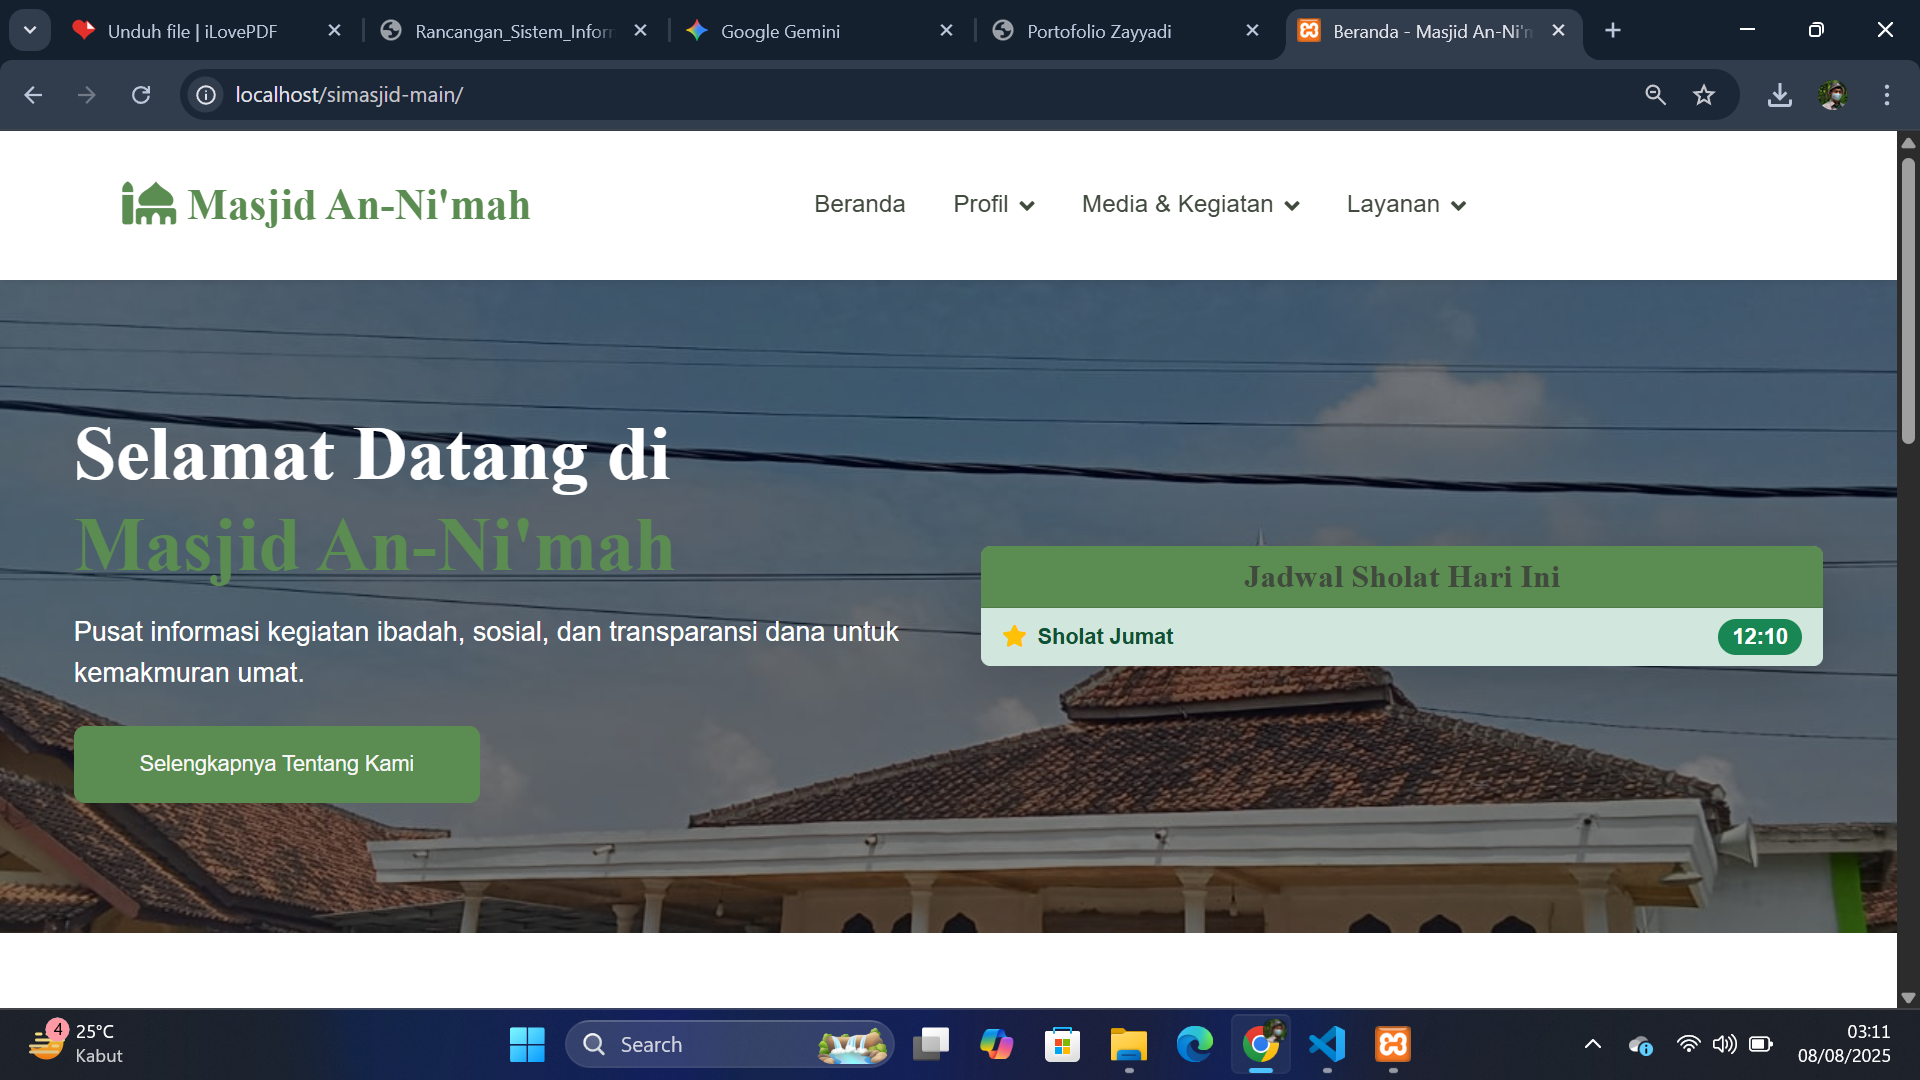 Unduh file | iLovePDF
Rancangan_Sistem_Infor
Google Gemini
Portofolio Zayyadi
Beranda - Masjid An-Ni'm
localhost/simasjid-main/
Masjid An-Ni'mah
Beranda
Profil
Media & Kegiatan
Layanan
Selamat Datang di
Masjid An-Ni'mah
Pusat informasi kegiatan ibadah, sosial, dan transparansi dana untuk
kemakmuran umat.
Selengkapnya Tentang Kami
Jadwal Sholat Hari Ini
Sholat Jumat
12:10
4
25°C
Kabut
Search
03:11
08/08/2025